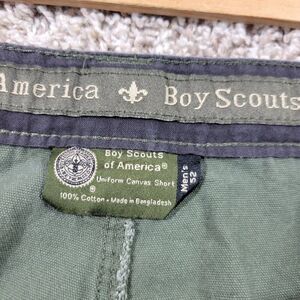 America ⚜ Boy Scouts
Boy Scouts
of America®
Uniform Canvas Short
®
100% Cotton • Made in Bangladesh
Men's
52